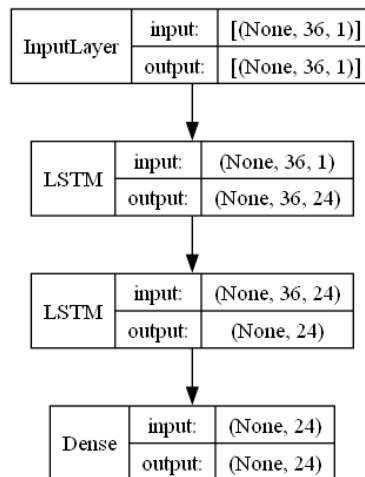 InputLayer
input: [(None, 36, 1)]
output: [(None, 36, 1)]
LSTM
input: (None, 36, 1)
output: (None, 36, 24)
LSTM
input: (None, 36, 24)
output: (None, 24)
Dense
input: (None, 24)
output: (None, 24)